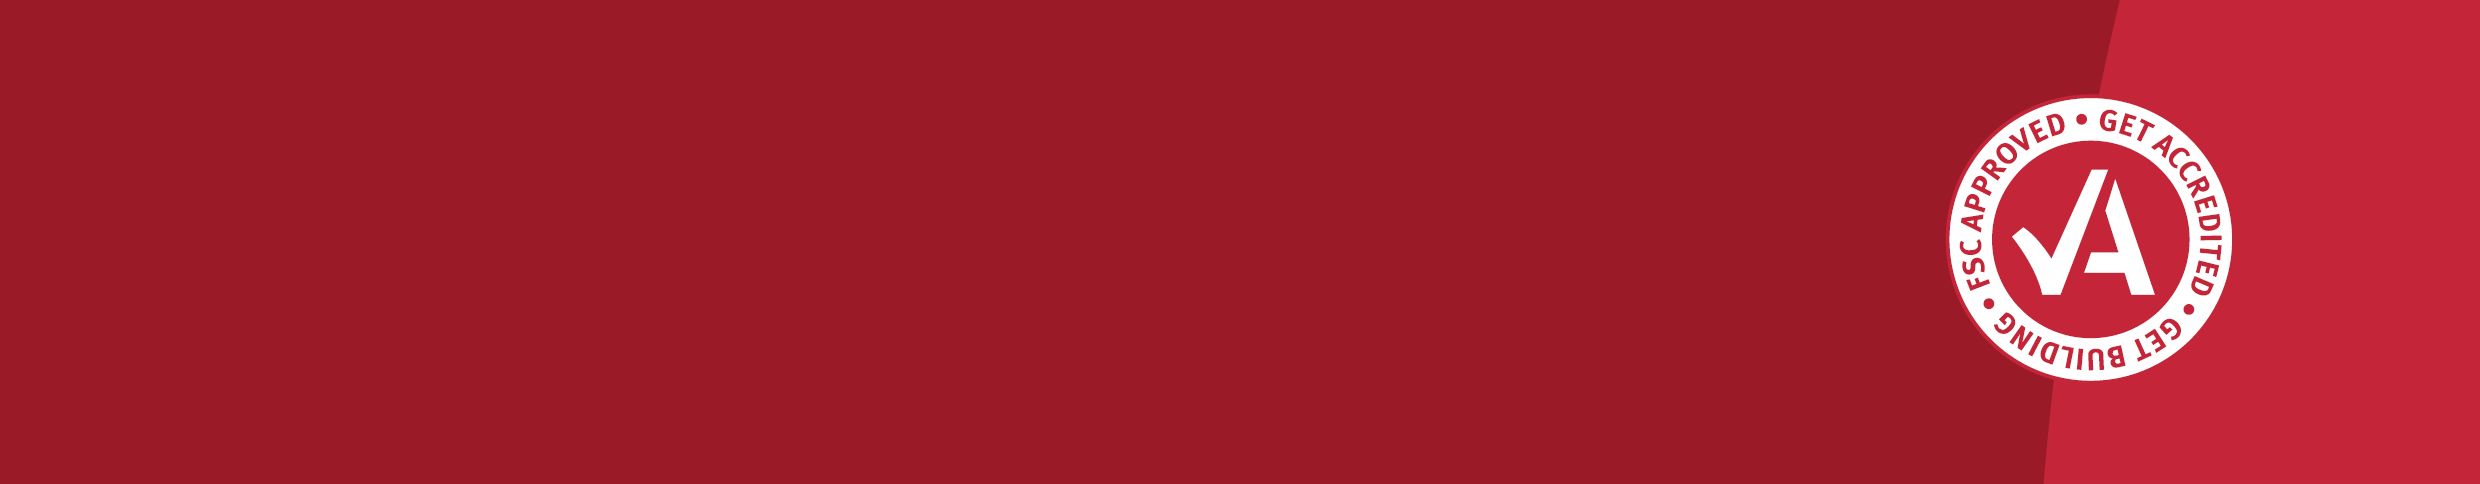 FSC APPROVED • GET ACCREDITED • GET BUILDING •